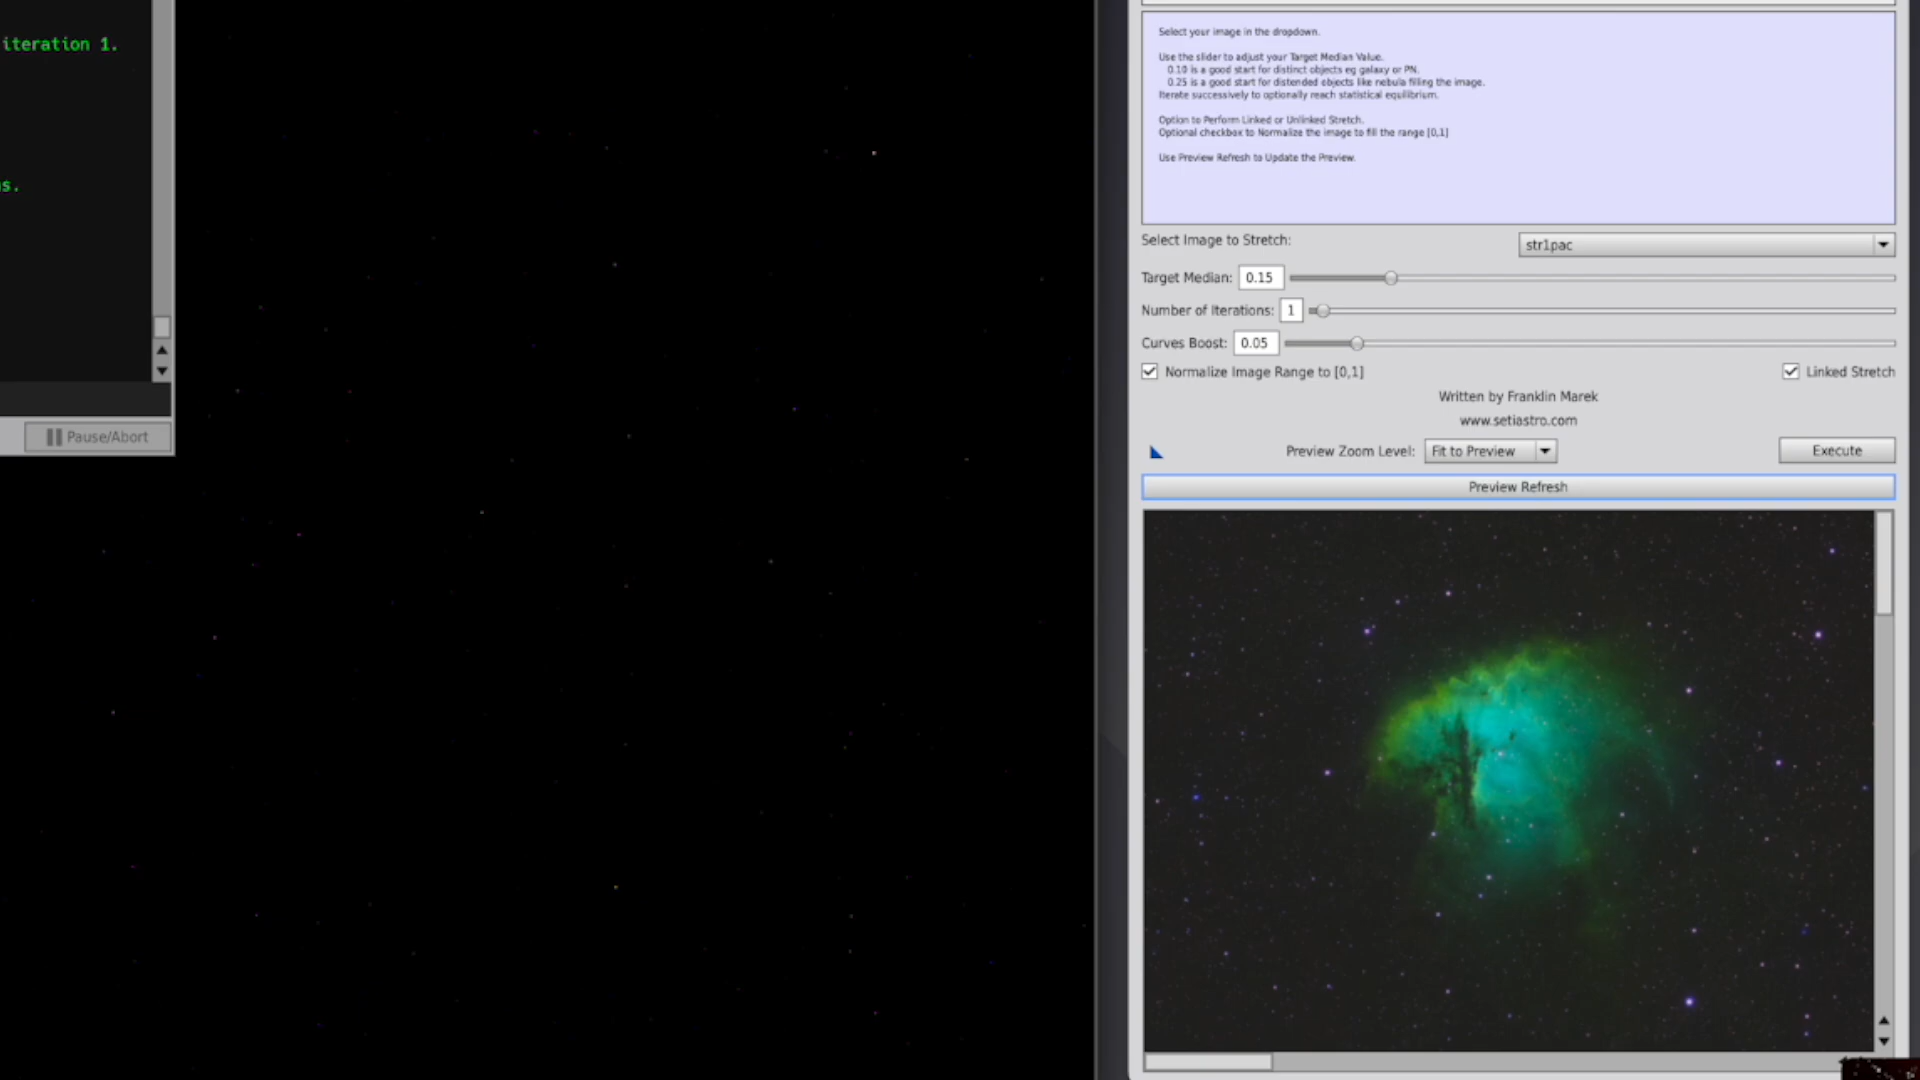 iteration 1.
s.
Pause/Abort
Select your image in the dropdown.
Use the slider to adjust your Target Median Value.
0.10 is a good start for distinct objects eg galaxy or PN.
0.25 is a good start for distended objects like nebula filling the image.
Iterate successively to optionally reach statistical equilibrium.
Option to Perform Linked or Unlinked Stretch.
Optional checkbox to Normalize the image to fill the range [0,1]
Use Preview Refresh to Update the Preview.
Select Image to Stretch: str1pac
Target Median: 0.15
Number of Iterations: 1
Curves Boost: 0.05
Normalize Image Range to [0,1] Linked Stretch
Written by Franklin Marek
www.setiastro.com
Preview Zoom Level: Fit to Preview Execute
Preview Refresh